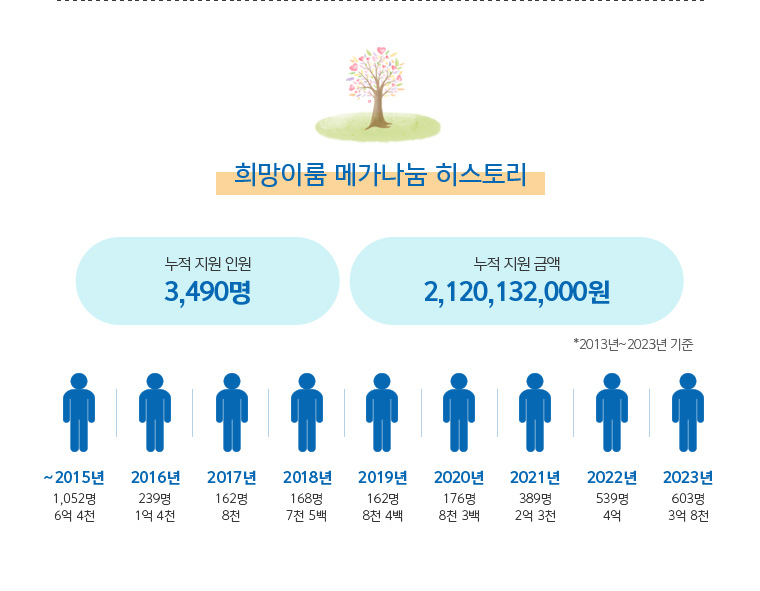 희망이룸 메가나눔 히스토리
누적 지원 인원
3,490명
누적 지원 금액
2,120,132,000원
*2013년~2023년 기준
~2015년
1,052명
6억 4천
2016년
239명
1억 4천
2017년
162명
8천
2018년
168명
7천 5백
2019년
162명
8천 4백
2020년
176명
8천 3백
2021년
389명
2억 3천
2022년
539명
4억
2023년
603명
3억 8천